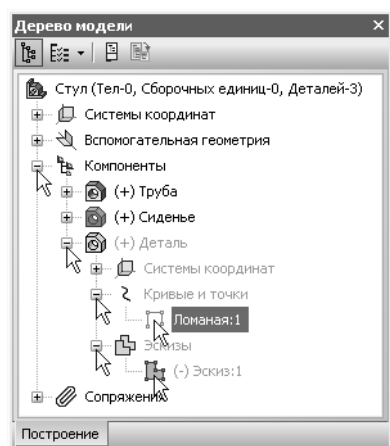 Дерево модели
Стул (Тел-0, Сборочных единиц-0, Деталей-3)
Системы координат
Вспомогательная геометрия
Компоненты
(+) Труба
(+) Сиденье
(+) Деталь
Системы координат
Кривые и точки
Ломаная:1
Эскизы
(-) Эскиз:1
Сопряжения
Построение